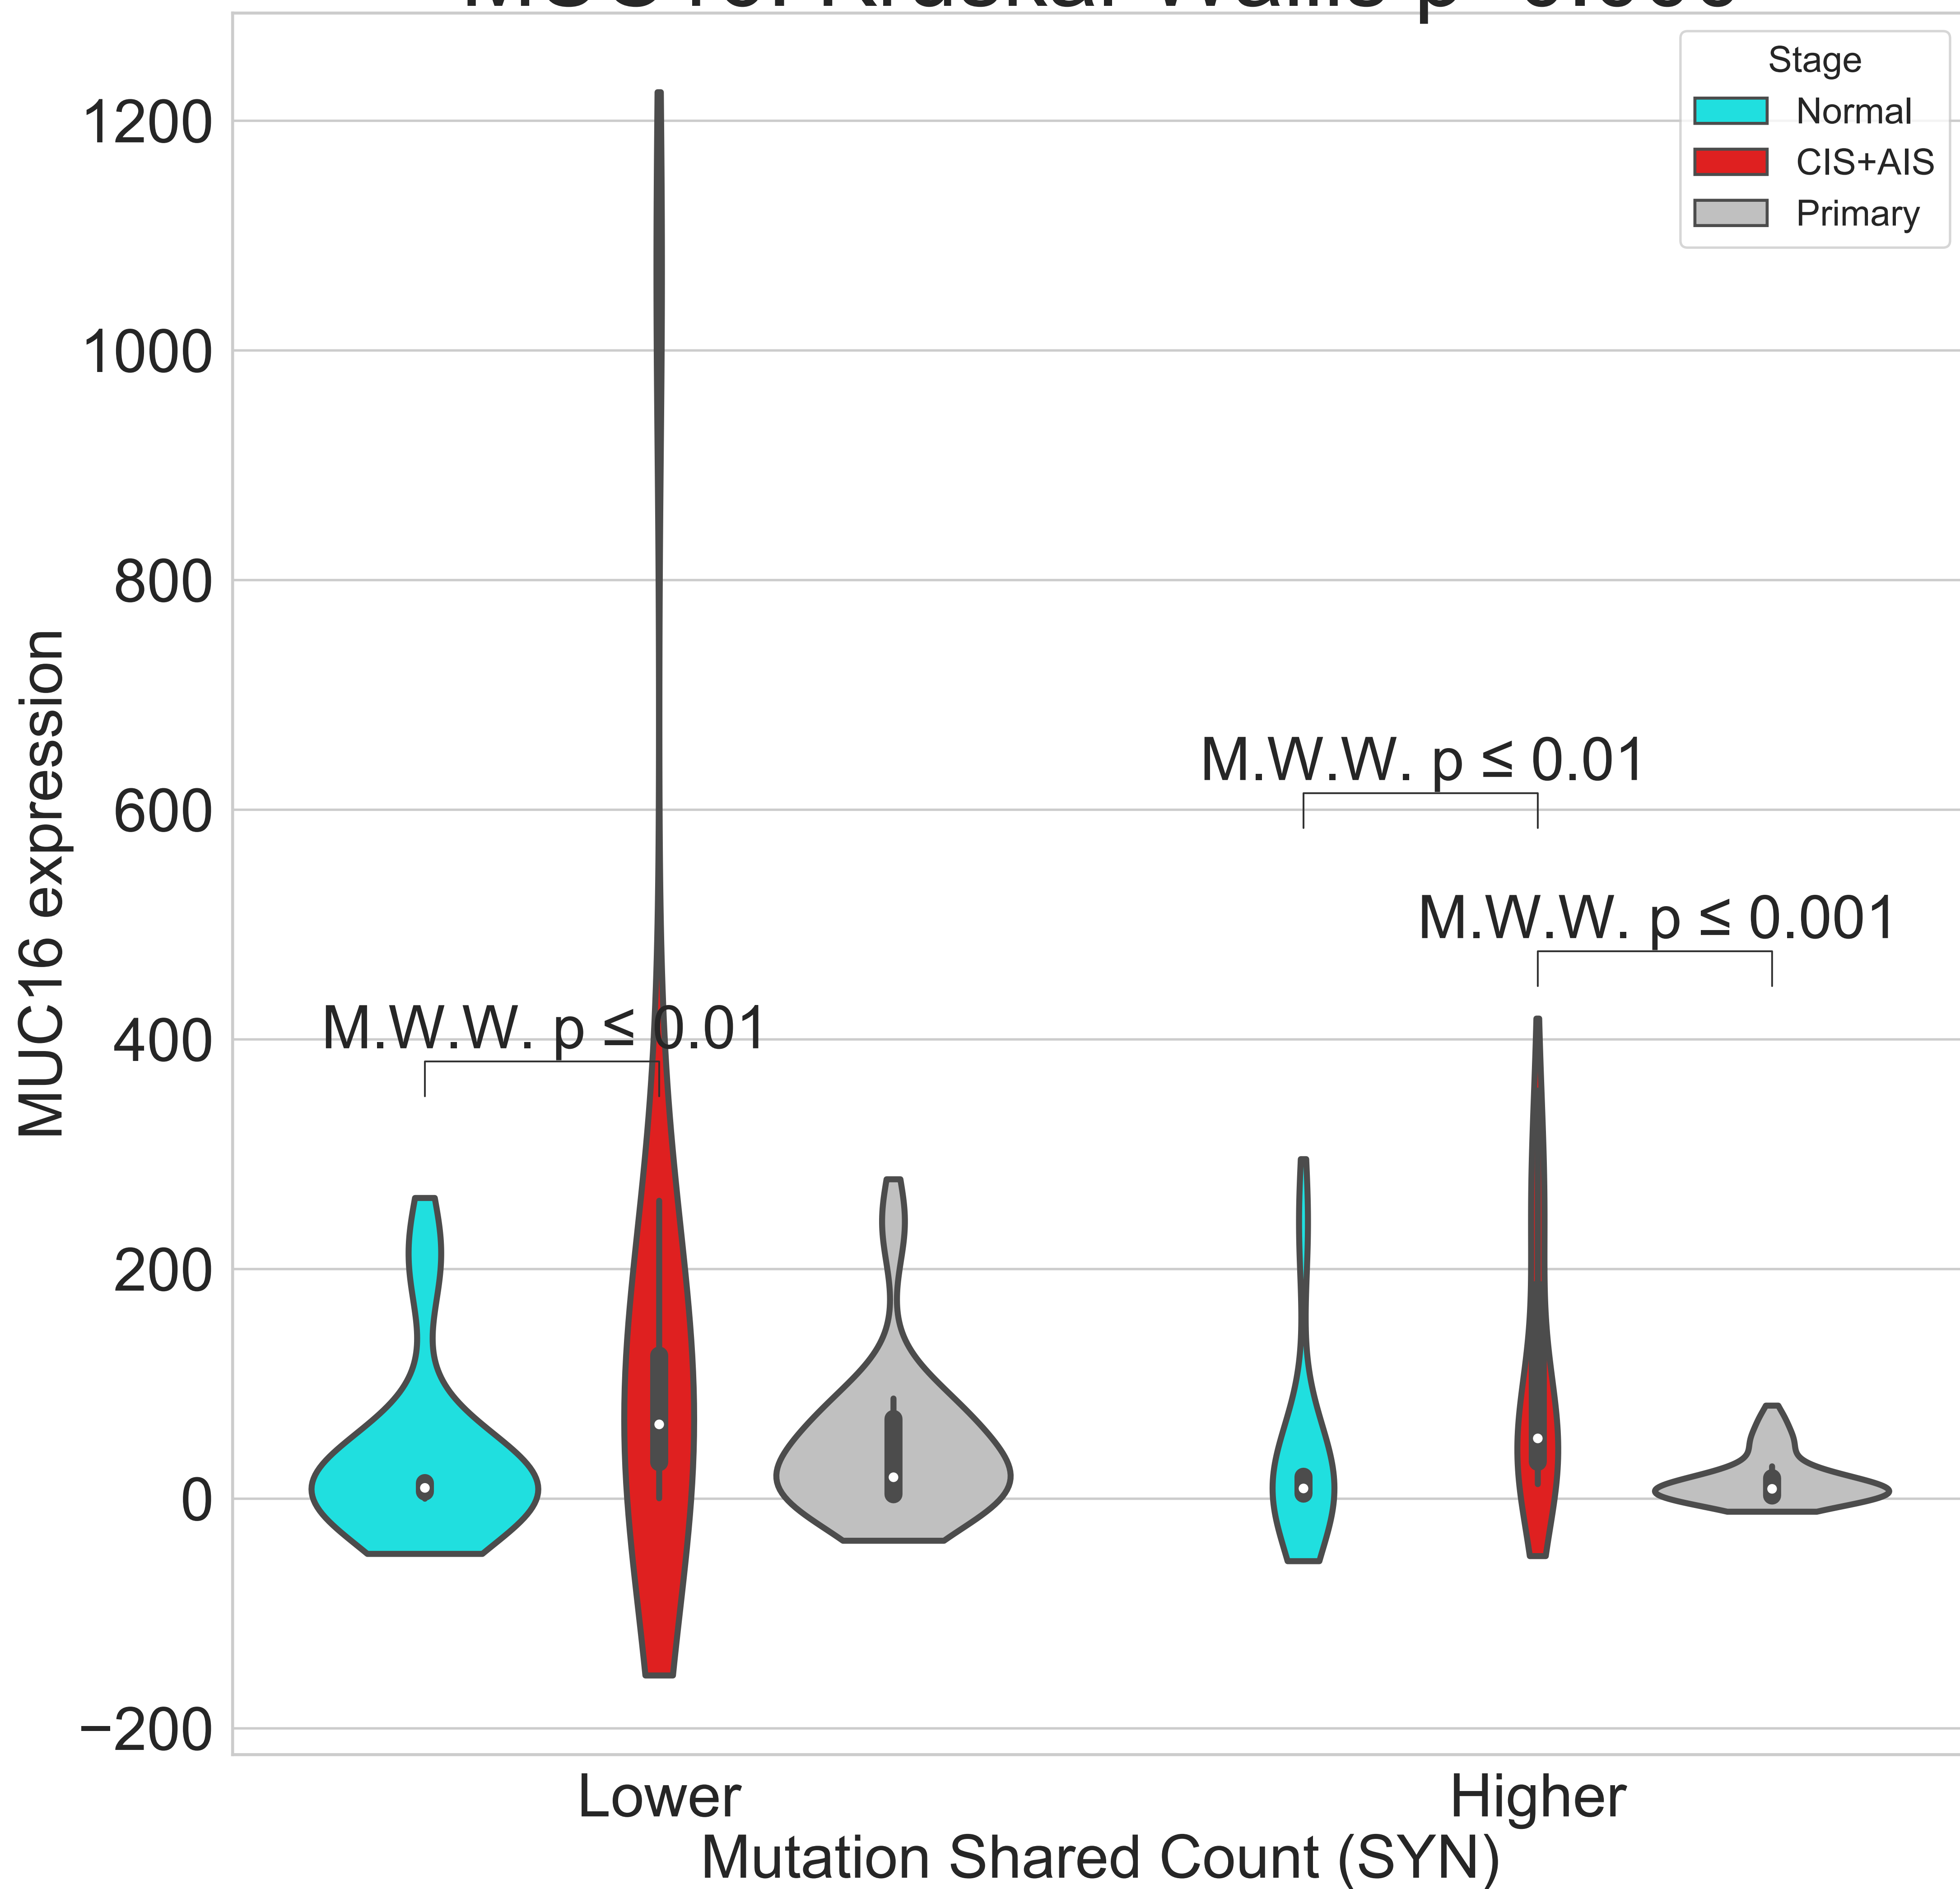 Stage
Normal
CIS+AIS
Primary
1200
1000
800
600
400
200
0
−200
MUC16 expression
M.W.W. p ≤ 0.01
M.W.W. p ≤ 0.001
M.W.W. p ≤ 0.01
Lower
Higher
Mutation Shared Count (SYN)